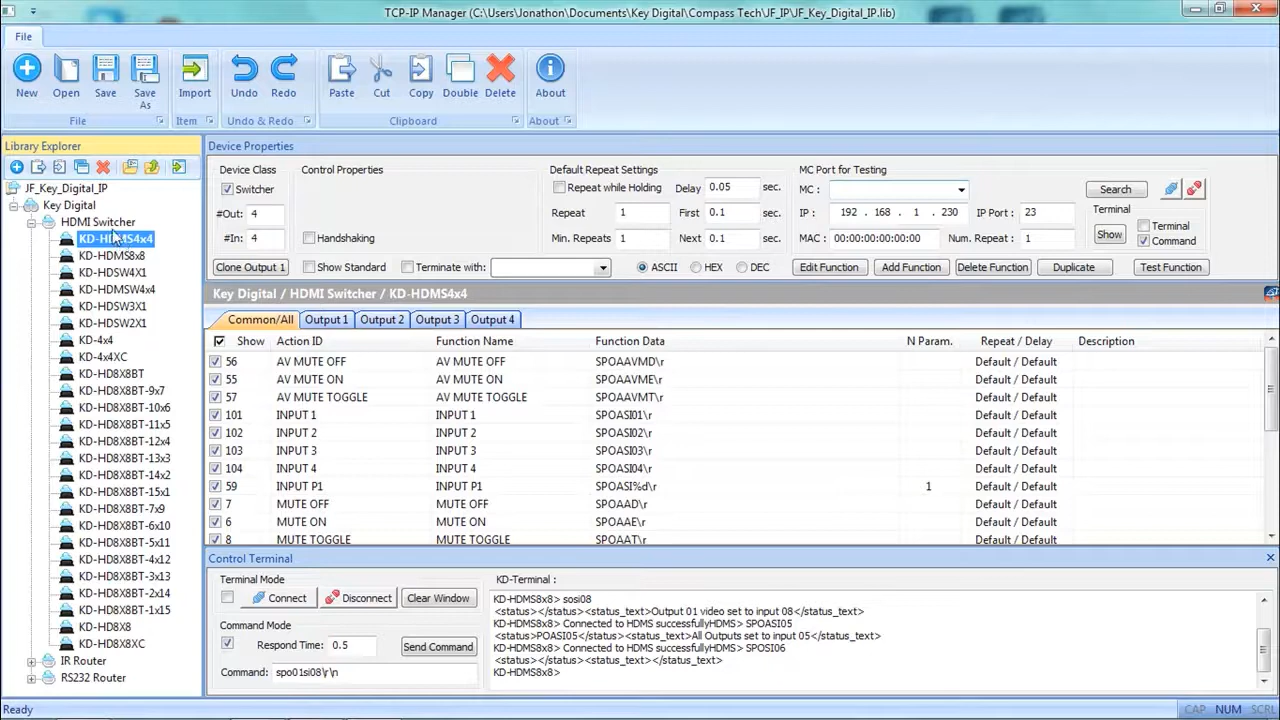 TCP-IP Manager (C:\Users\Jonathon\Documents\Key Digital\Compass Tech\JF_IP\JF_Key_Digital_IP.lib)
File
New Open Save Save As Import Undo Redo Paste Cut Copy Double Delete About
File Item Undo & Redo Clipboard About
Library Explorer
JF_Key_Digital_IP
Key Digital
HDMI Switcher
KD-HDMS4x4
KD-HDMS8x8
KD-HDSW4X1
KD-HDMSW4x4
KD-HDSW3X1
KD-HDSW2X1
KD-4x4
KD-4x4XC
KD-HD8X8BT
KD-HD8X8BT-9x7
KD-HD8X8BT-10x6
KD-HD8X8BT-11x5
KD-HD8X8BT-12x4
KD-HD8X8BT-13x3
KD-HD8X8BT-14x2
KD-HD8X8BT-15x1
KD-HD8X8BT-7x9
KD-HD8X8BT-6x10
KD-HD8X8BT-5x11
KD-HD8X8BT-4x12
KD-HD8X8BT-3x13
KD-HD8X8BT-2x14
KD-HD8X8BT-1x15
KD-HD8X8
KD-HD8X8XC
IR Router
RS232 Router
Device Properties
Device Class Control Properties Default Repeat Settings MC Port for Testing
Switcher Repeat while Holding Delay 0.05 sec. MC : Search
#Out: 4 Repeat 1 First 0.1 sec. IP : 192 . 168 . 1 . 230 IP Port : 23 Terminal
Show Terminal
Command
#In: 4 Handshaking Min. Repeats 1 Next 0.1 sec. MAC : 00:00:00:00:00:00 Num. Repeat : 1
Clone Output 1 Show Standard Terminate with: ASCII HEX DEC Edit Function Add Function Delete Function Duplicate Test Function
Key Digital / HDMI Switcher / KD-HDMS4x4
Common/All Output 1 Output 2 Output 3 Output 4
Show Action ID Function Name Function Data N Param. Repeat / Delay Description
56 AV MUTE OFF AV MUTE OFF SPOAAVMD\r Default / Default
55 AV MUTE ON AV MUTE ON SPOAAVME\r Default / Default
57 AV MUTE TOGGLE AV MUTE TOGGLE SPOAAVMT\r Default / Default
101 INPUT 1 INPUT 1 SPOASI01\r Default / Default
102 INPUT 2 INPUT 2 SPOASI02\r Default / Default
103 INPUT 3 INPUT 3 SPOASI03\r Default / Default
104 INPUT 4 INPUT 4 SPOASI04\r Default / Default
59 INPUT P1 INPUT P1 SPOASI%d\r 1 Default / Default
7 MUTE OFF MUTE OFF SPOAAD\r Default / Default
6 MUTE ON MUTE ON SPOAAE\r Default / Default
8 MUTE TOGGLE MUTE TOGGLE SPOAAT\r Default / Default
Control Terminal
Terminal Mode
Connect Disconnect Clear Window
Command Mode
Respond Time: 0.5 Send Command
Command: spo01si08\r\n
KD-Terminal :
KD-HDMS8x8> sosi08
<status></status><status_text>Output 01 video set to input 08</status_text>
KD-HDMS8x8> Connected to HDMS successfullyHDMS> SPOASI05
<status>POASI05</status><status_text>All Outputs set to input 05</status_text>
KD-HDMS8x8> Connected to HDMS successfullyHDMS> SPOSI06
<status></status><status_text></status_text>
KD-HDMS8x8>
Ready CAP NUM SCRL